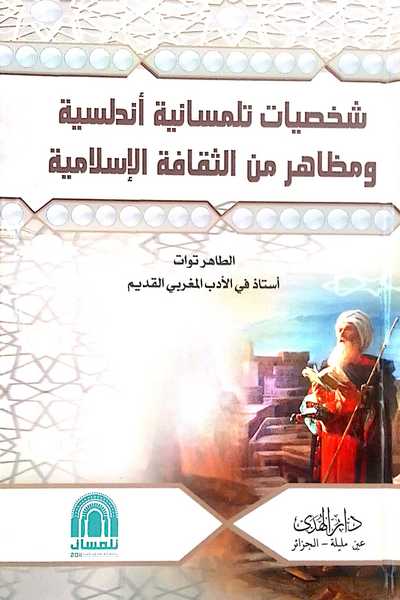 شخصيات تلمسانية أندلسية
ومظاهر من الثقافة الإسلامية
الطاهر توات
أستاذ في الأدب المغربي القديم
دار الهدى
عين مليلة - الجزائر
تلمسان
2011